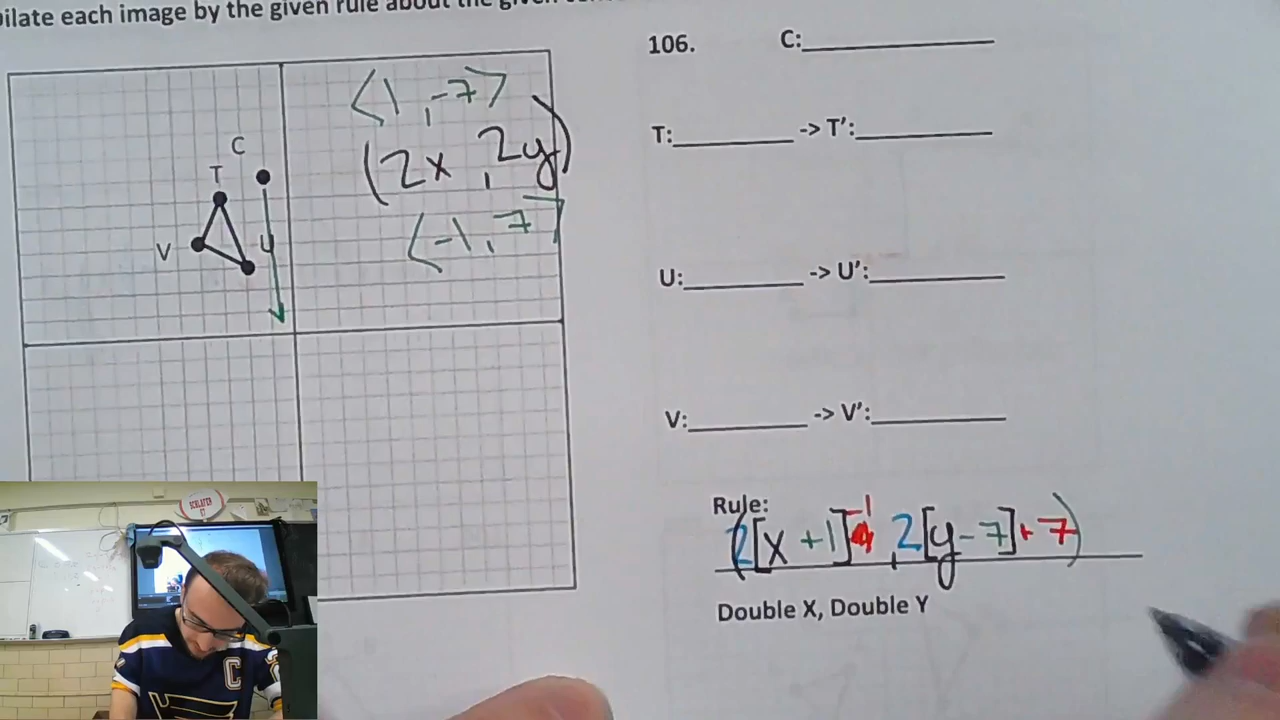 Dilate each image by the given rule about the given
106. C:
⟨1, -7⟩
(2x, 2y)
⟨-1, 7⟩
C
T
V
U
T: -> T':
U: -> U':
V: -> V':
Rule:
(2[x + 1] -1, 2[y - 7] + 7)
Double X, Double Y
C